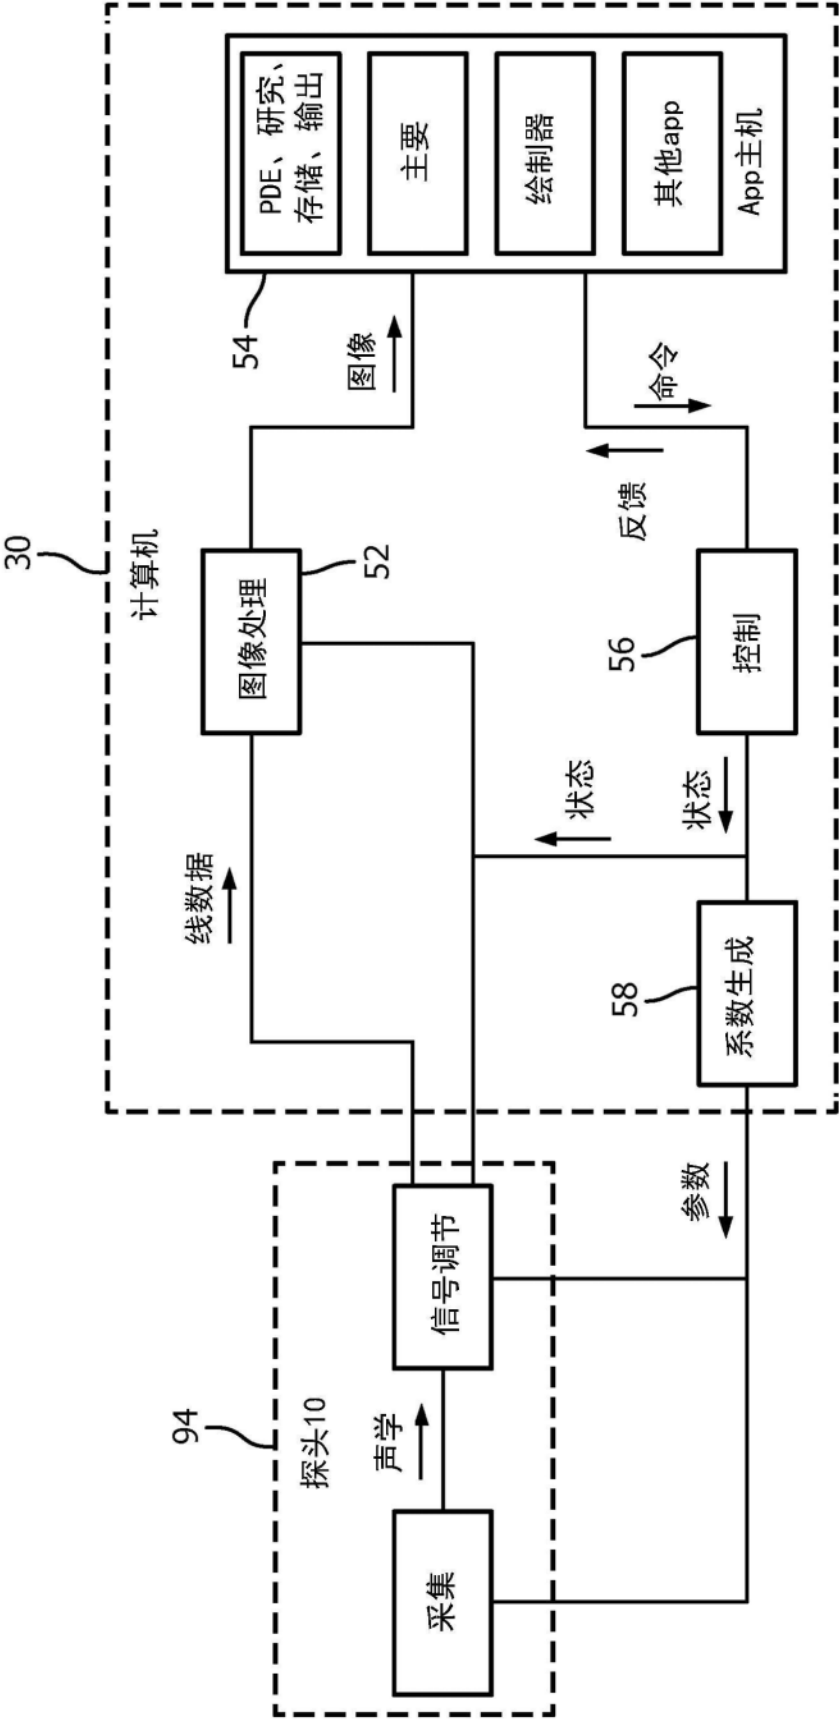 30
计算机
94
线数据
图像处理
54
PDE、研究、
存储、输出
探头10
图像
52
声学
主要
采集
信号调节
绘制器
状态
56
58
反馈
命令
其他app
参数
状态
系数生成
控制
App主机